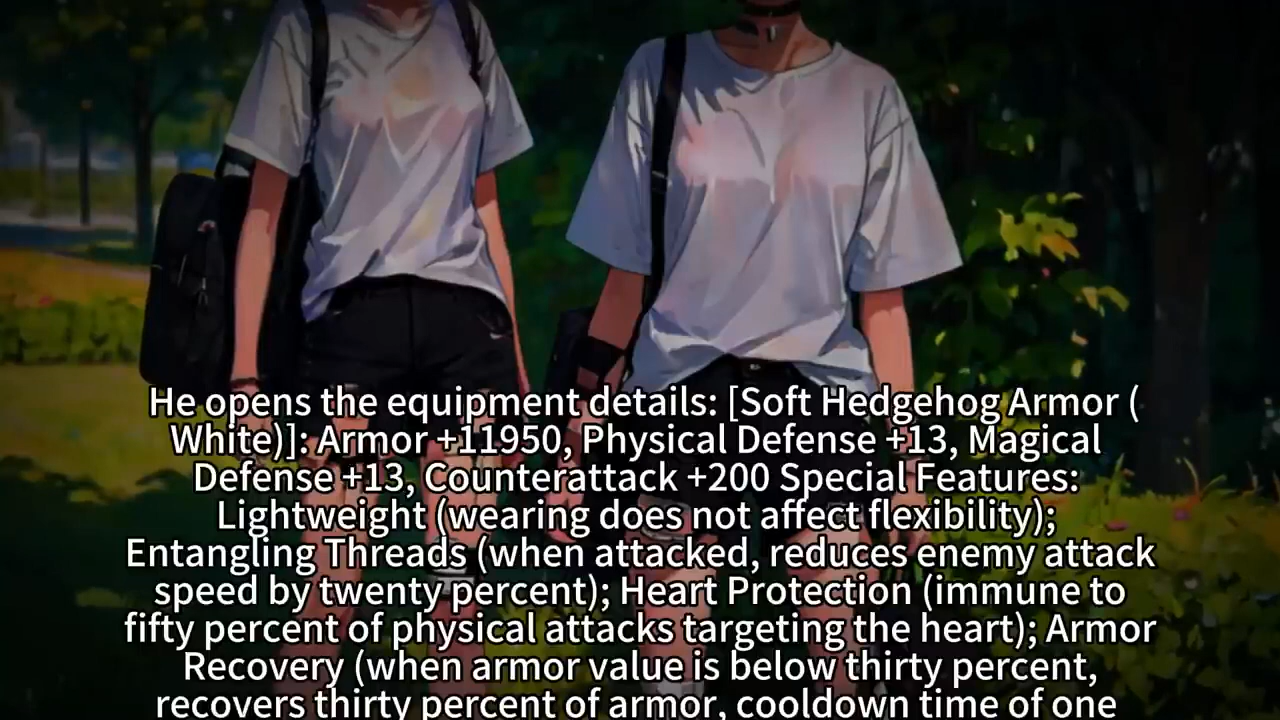 He opens the equipment details: [Soft Hedgehog Armor (
White)]: Armor +11950, Physical Defense +13, Magical
Defense +13, Counterattack +200 Special Features:
Lightweight (wearing does not affect flexibility);
Entangling Threads (when attacked, reduces enemy attack
speed by twenty percent); Heart Protection (immune to
fifty percent of physical attacks targeting the heart); Armor
Recovery (when armor value is below thirty percent,
recovers thirty percent of armor, cooldown time of one